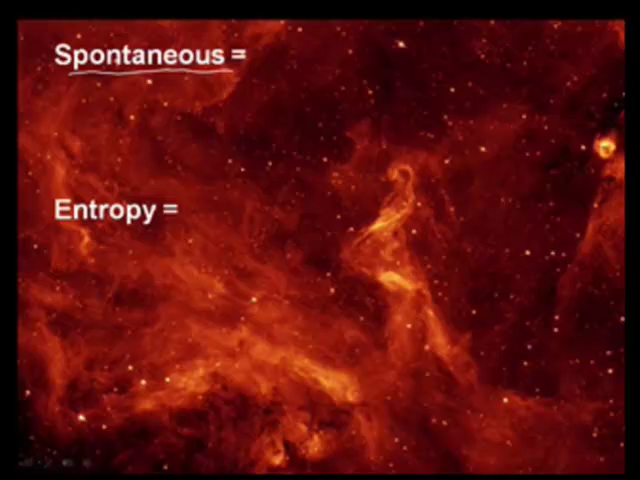 Spontaneous =
Entropy =